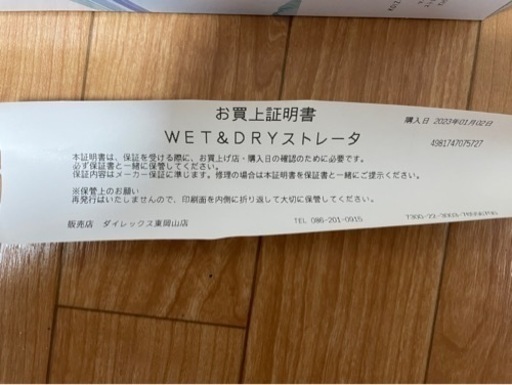 お買上証明書
購入日 2023年01月02日
WET&DRYストレータ
4981747075727
本証明書は、保証を受ける際に、お買上げ店・購入日の確認のために必要です。
必ず保証書と一緒に保管してください。
保証内容はメーカー保証に準じます。修理の場合は本証明書を保証書と一緒にご提示ください。
※保管上のお願い
再発行はいたしませんので、印刷面を内側に折り返して大切に保管してください。
販売店 ダイレックス東岡山店
TEL 086-201-0915